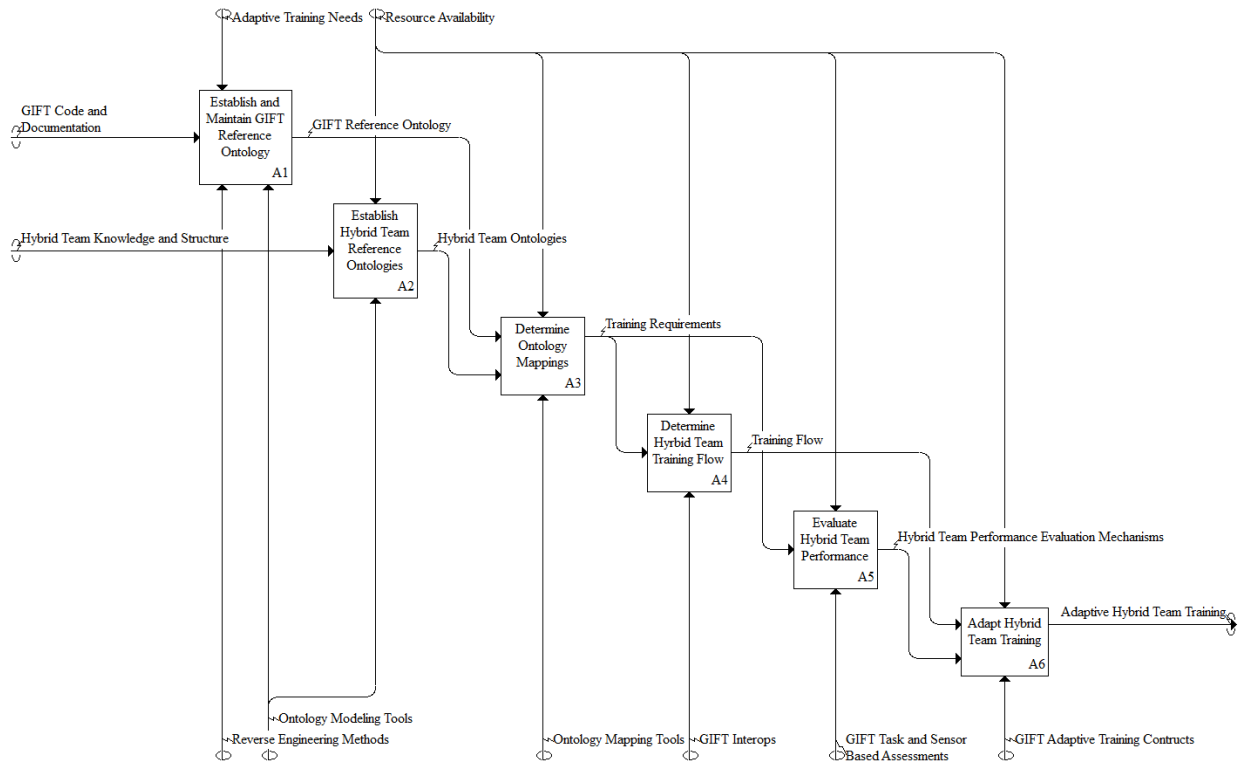 Adaptive Training Needs
Resource Availability
GIFT Code and
Documentation
Establish and
Maintain GIFT
Reference
Ontology
A1
GIFT Reference Ontology
Hybrid Team Knowledge and Structure
Establish
Hybrid Team
Reference
Ontologies
A2
Hybrid Team Ontologies
Determine
Ontology
Mappings
A3
Training Requirements
Determine
Hyrbid Team
Training Flow
A4
Training Flow
Evaluate
Hybrid Team
Performance
A5
Hybrid Team Performance Evaluation Mechanisms
Adapt Hybrid
Team Training
A6
Adaptive Hybrid Team Training
Ontology Modeling Tools
Reverse Engineering Methods
Ontology Mapping Tools
GIFT Interops
GIFT Task and Sensor
Based Assessments
GIFT Adaptive Training Contructs